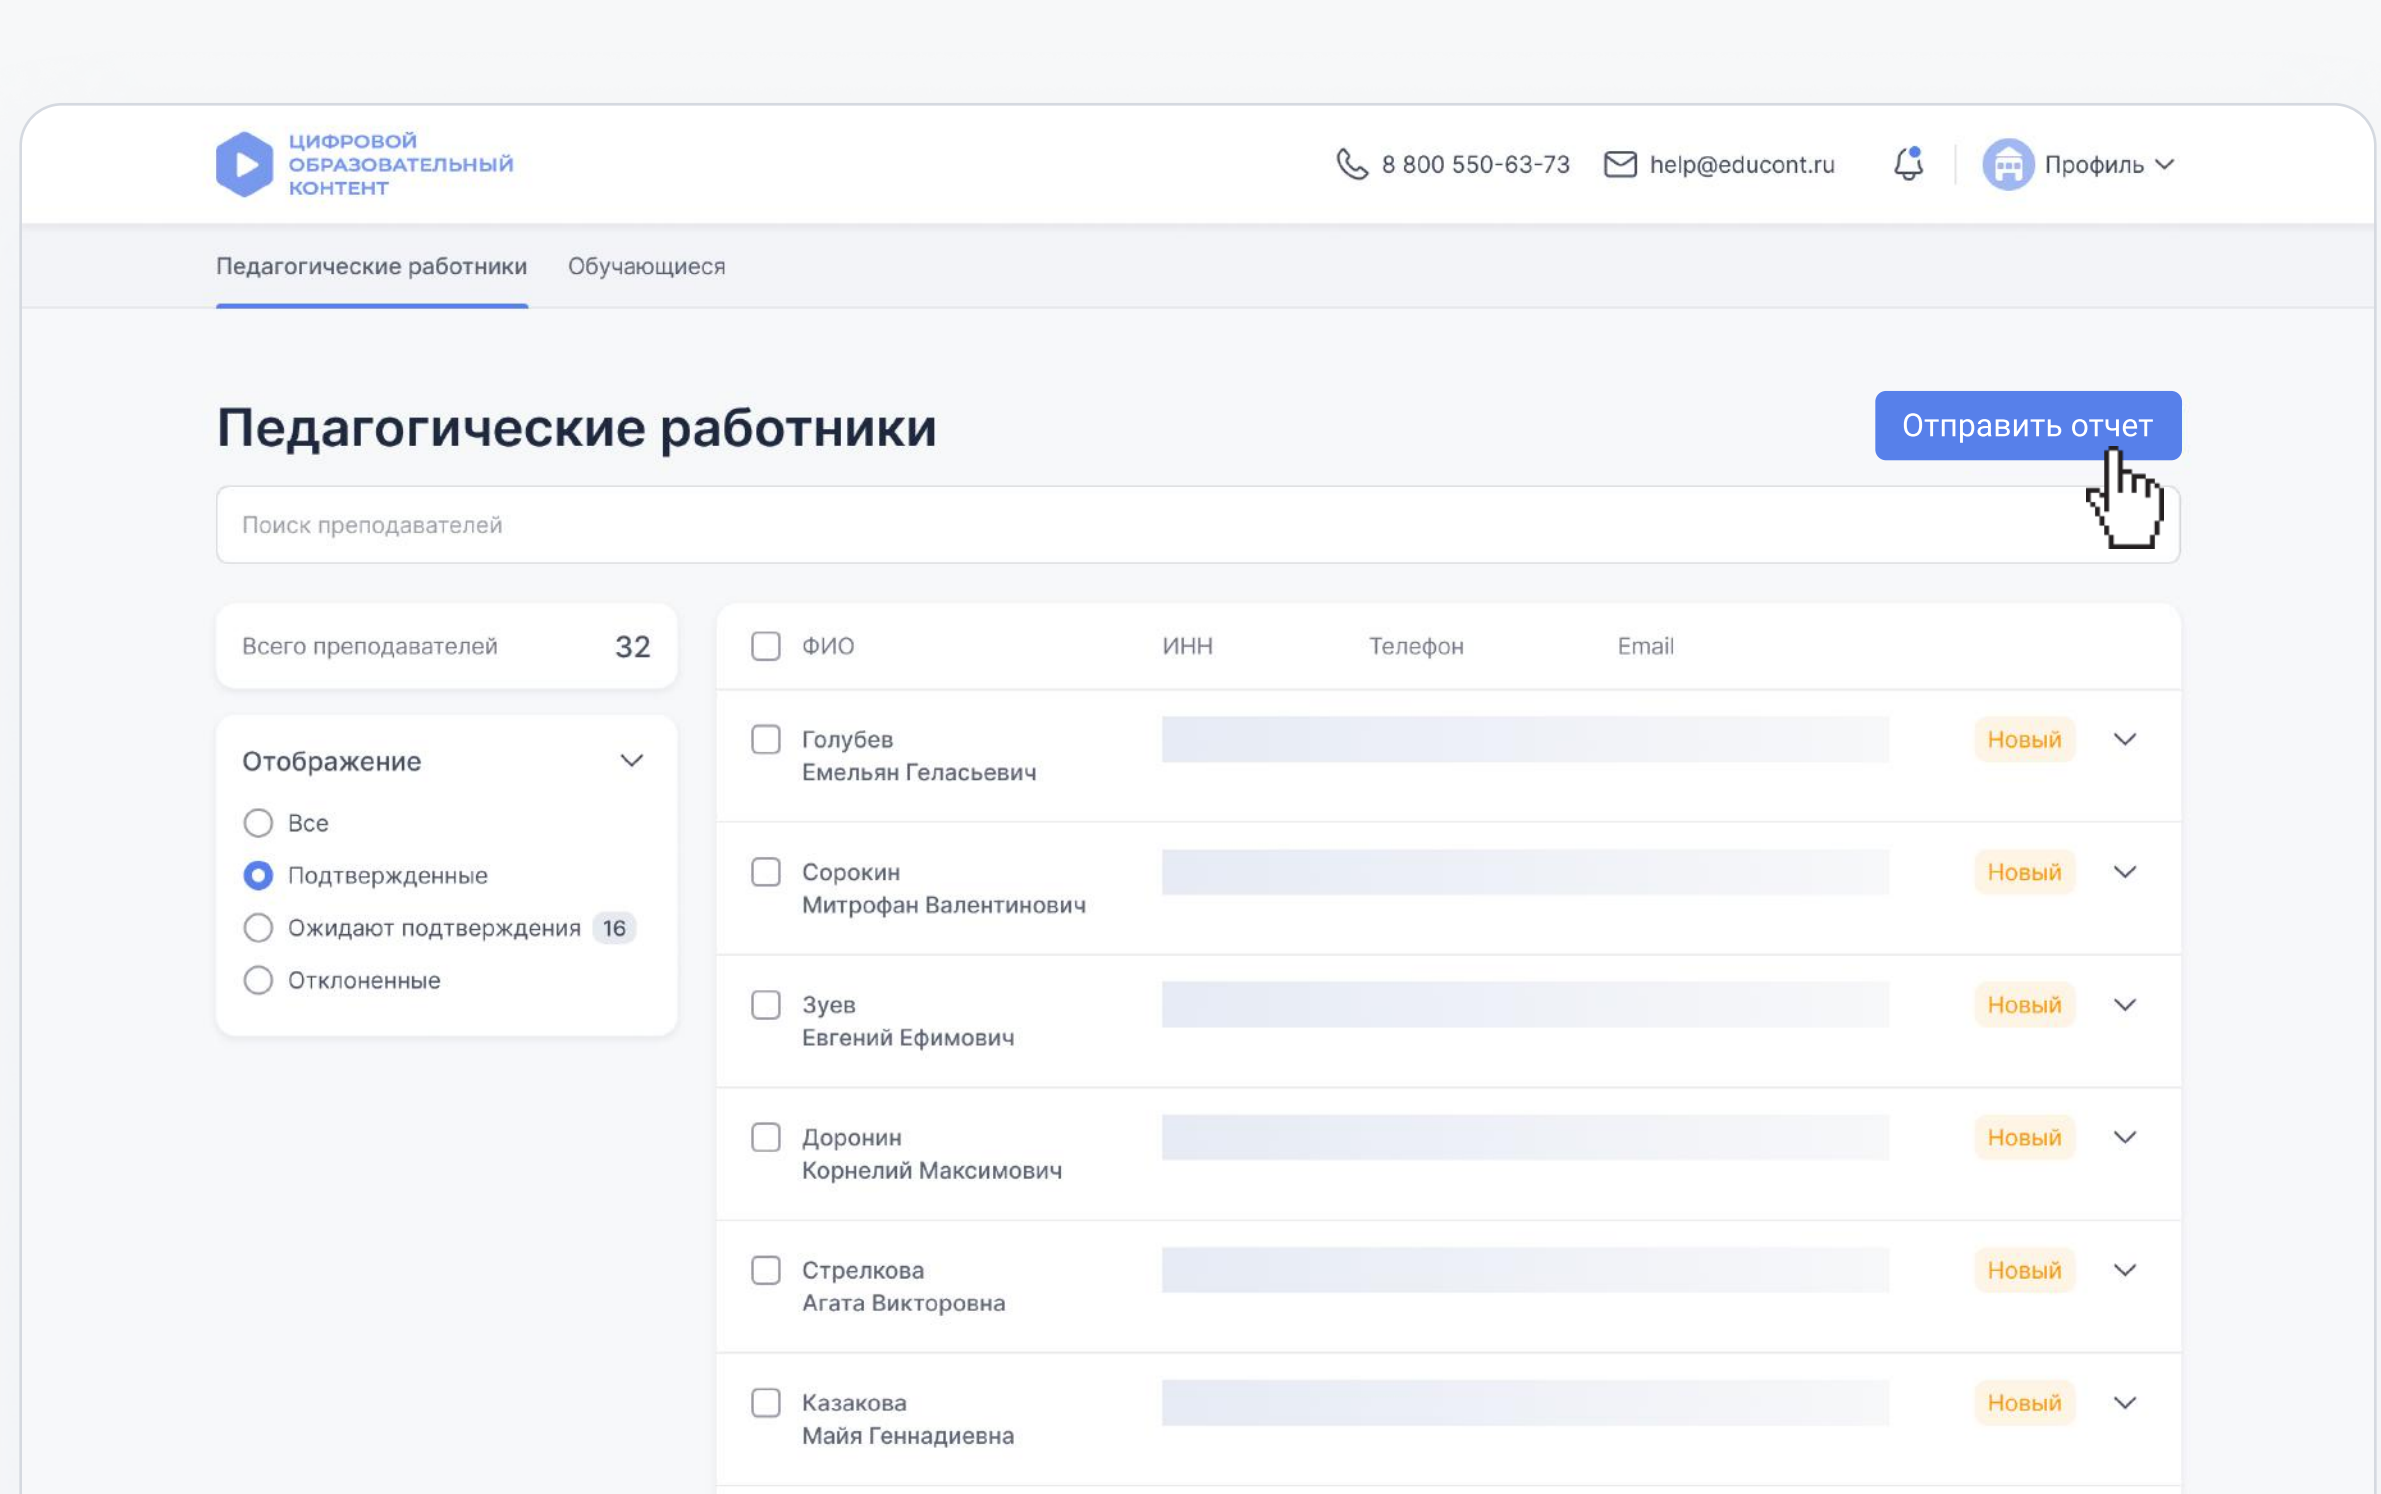 ЦИФРОВОЙ
ОБРАЗОВАТЕЛЬНЫЙ
КОНТЕНТ
8 800 550-63-73
help@educont.ru
Профиль
Педагогические работники
Обучающиеся
Педагогические работники
Отправить отчет
Поиск преподавателей
Всего преподавателей 32
Отображение
Все
Подтвержденные
Ожидают подтверждения 16
Отклоненные
ФИО ИНН Телефон Email
Голубев
Емельян Геласьевич
Новый
Сорокин
Митрофан Валентинович
Новый
Зуев
Евгений Ефимович
Новый
Доронин
Корнелий Максимович
Новый
Стрелкова
Агата Викторовна
Новый
Казакова
Майя Геннадиевна
Новый